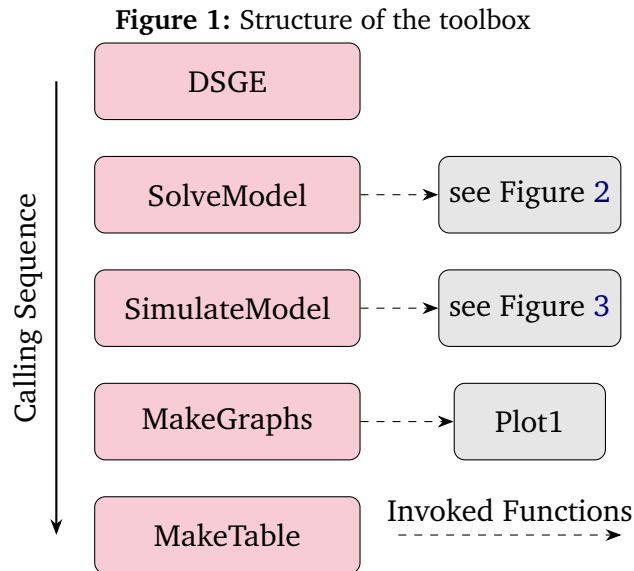 Figure 1: Structure of the toolbox
DSGE
SolveModel
see Figure 2
SimulateModel
see Figure 3
MakeGraphs
Plot1
MakeTable
Invoked Functions
Calling Sequence